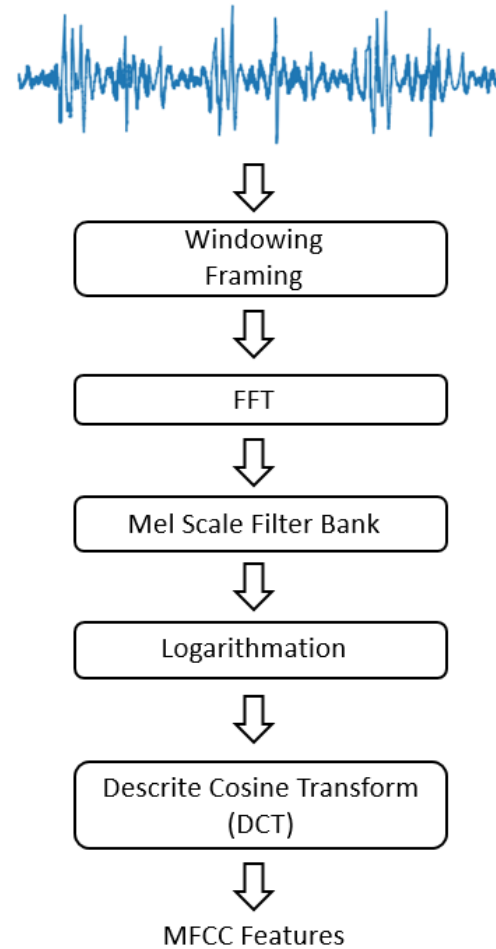 Windowing
Framing
FFT
Mel Scale Filter Bank
Logarithmation
Descrite Cosine Transform
(DCT)
MFCC Features